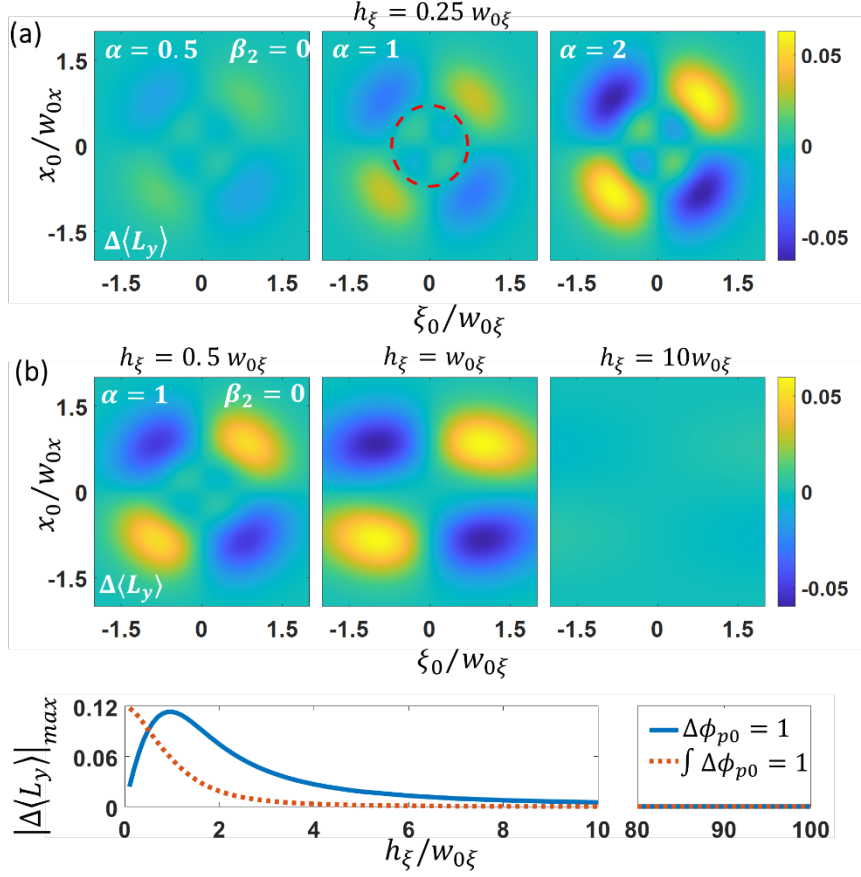 (a) h_ξ = 0.25 w_0ξ
α = 0.5 β_2 = 0 α = 1 α = 2
x_0/w_0x
1.5
0
-1.5
Δ⟨L_y⟩
0.05
0
-0.05
-1.5 0 1.5 -1.5 0 1.5 -1.5 0 1.5
ξ_0/w_0ξ
(b) h_ξ = 0.5 w_0ξ h_ξ = w_0ξ h_ξ = 10w_0ξ
α = 1 β_2 = 0
x_0/w_0x
1.5
0
-1.5
Δ⟨L_y⟩
0.05
0
-0.05
-1.5 0 1.5 -1.5 0 1.5 -1.5 0 1.5
ξ_0/w_0ξ
|Δ⟨L_y⟩|_max
0.12
0.06
0
Δϕ_p0 = 1
∫ Δϕ_p0 = 1
0 2 4 6 8 10 80 90 100
h_ξ/w_0ξ